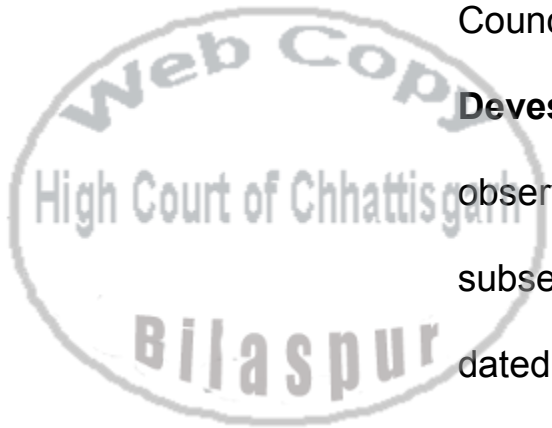 Web Copy
High Court of Chhattisgarh
Bilaspur
Counc
Deves
obser
subse
dated